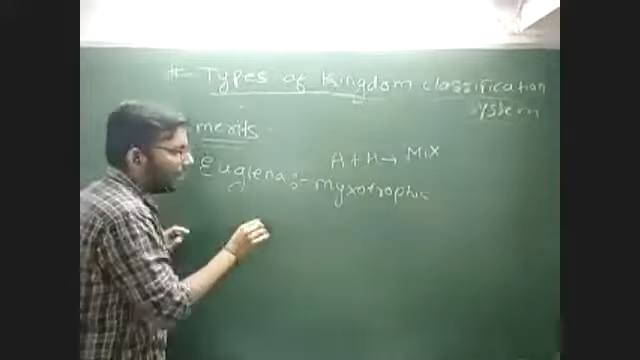 # Types of Kingdom classification
system
merits
A + H → Mix
Euglena :- myxotrophic